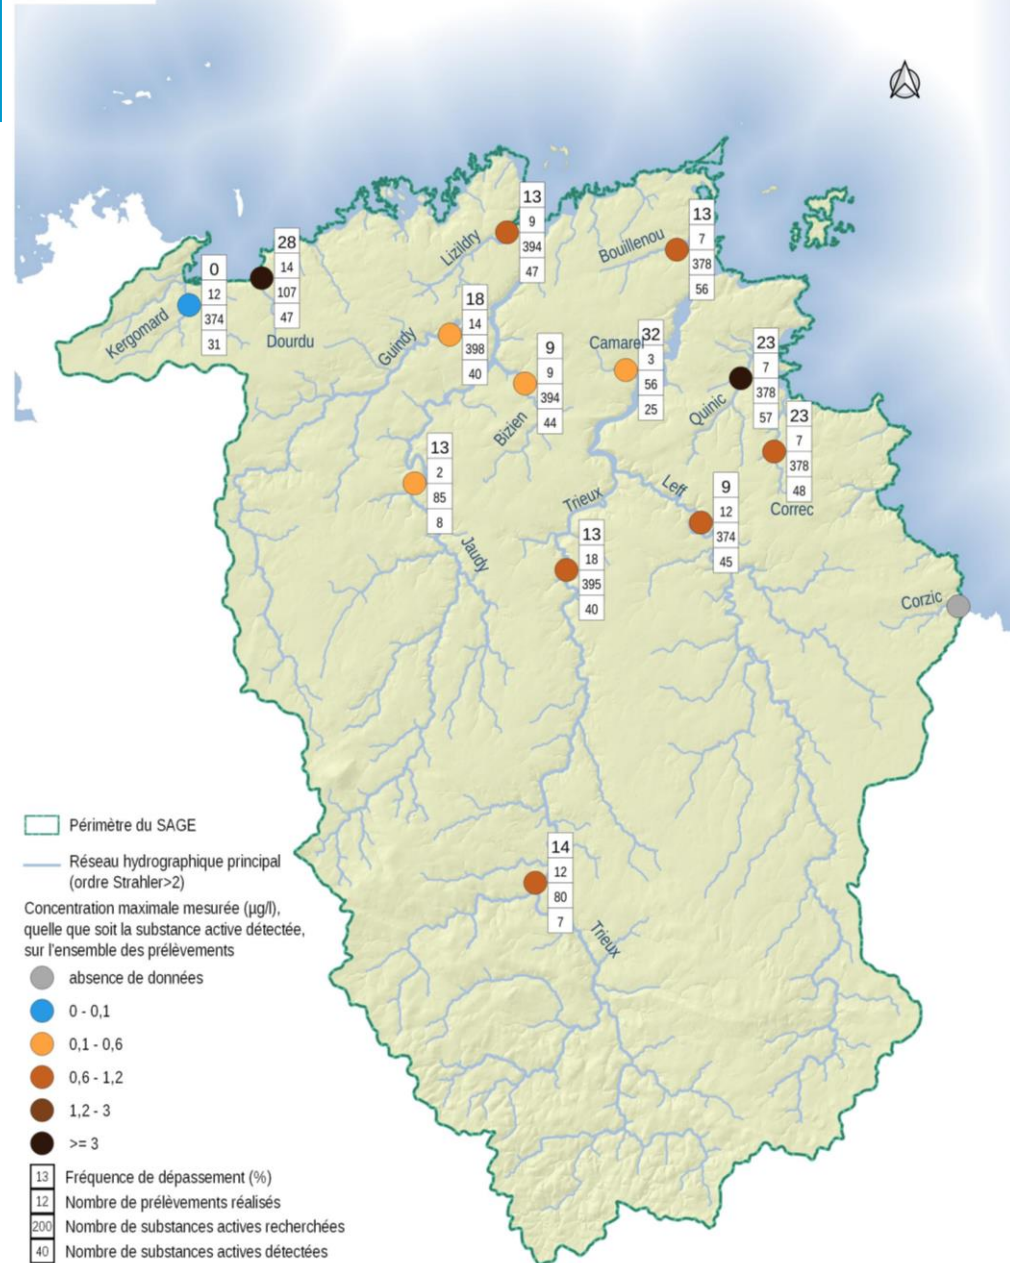 13
9
394
47
Lizildry
13
7
378
56
Bouillenou
28
14
107
47
Dourdu
0
12
374
31
Kergomard
18
14
398
40
Guindy
9
9
394
44
Bizien
Camarel
32
3
56
25
23
7
378
57
Quinic
23
7
378
48
Correc
13
2
85
8
Jaudy
Leff
9
12
374
45
Trieux
13
18
395
40
Corzic
14
12
80
7
Trieux
Périmètre du SAGE
Réseau hydrographique principal
(ordre Strahler>2)
Concentration maximale mesurée (µg/l),
quelle que soit la substance active détectée,
sur l'ensemble des prélèvements
absence de données
0 - 0,1
0,1 - 0,6
0,6 - 1,2
1,2 - 3
>= 3
13 Fréquence de dépassement (%)
12 Nombre de prélèvements réalisés
200 Nombre de substances actives recherchées
40 Nombre de substances actives détectées